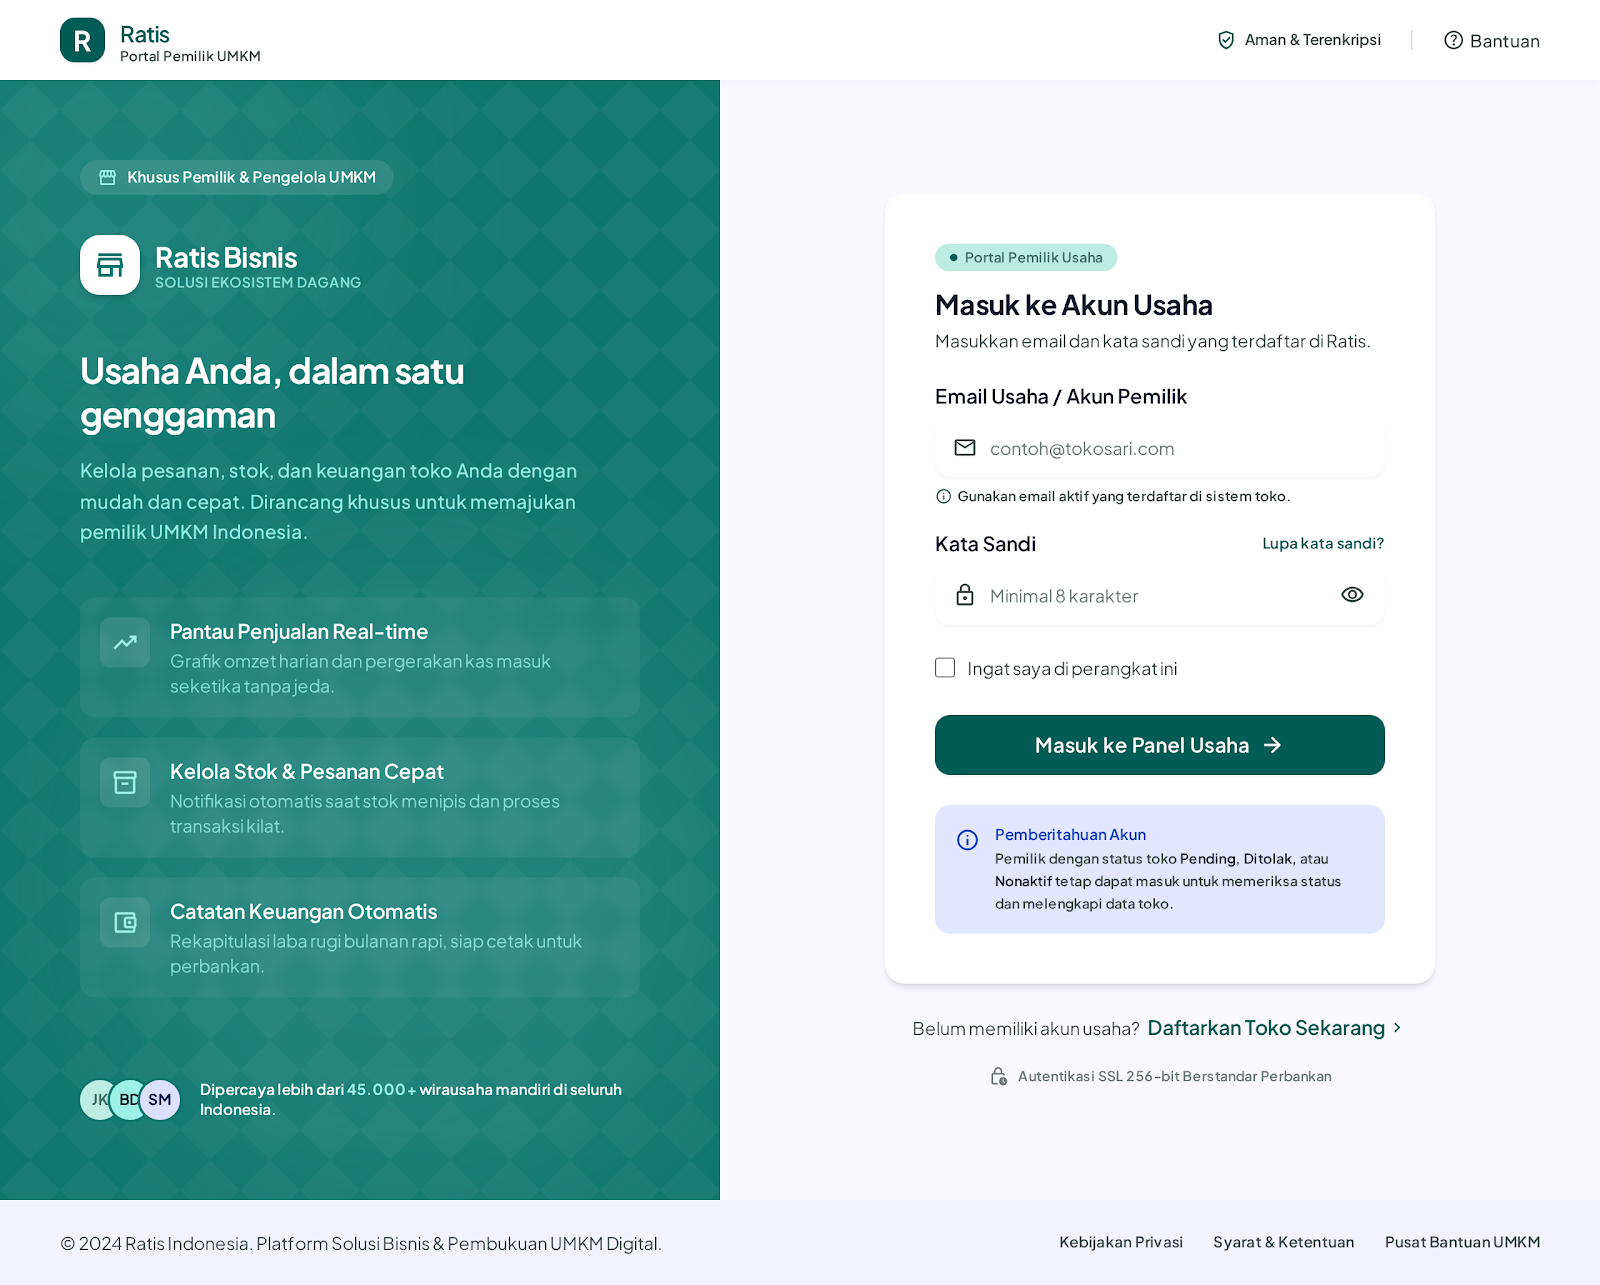 R
Ratis
Portal Pemilik UMKM
Aman & Terenkripsi
Bantuan
Khusus Pemilik & Pengelola UMKM
Ratis Bisnis
SOLUSI EKOSISTEM DAGANG
Usaha Anda, dalam satu
genggaman
Kelola pesanan, stok, dan keuangan toko Anda dengan
mudah dan cepat. Dirancang khusus untuk memajukan
pemilik UMKM Indonesia.
Pantau Penjualan Real-time
Grafik omzet harian dan pergerakan kas masuk
seketika tanpa jeda.
Kelola Stok & Pesanan Cepat
Notifikasi otomatis saat stok menipis dan proses
transaksi kilat.
Catatan Keuangan Otomatis
Rekapitulasi laba rugi bulanan rapi, siap cetak untuk
perbankan.
JK BD SM
Dipercaya lebih dari 45.000+ wirausaha mandiri di seluruh
Indonesia.
Portal Pemilik Usaha
Masuk ke Akun Usaha
Masukkan email dan kata sandi yang terdaftar di Ratis.
Email Usaha / Akun Pemilik
contoh@tokosari.com
Gunakan email aktif yang terdaftar di sistem toko.
Kata Sandi
Lupa kata sandi?
Minimal 8 karakter
Ingat saya di perangkat ini
Masuk ke Panel Usaha
Pemberitahuan Akun
Pemilik dengan status toko Pending, Ditolak, atau
Nonaktif tetap dapat masuk untuk memeriksa status
dan melengkapi data toko.
Belum memiliki akun usaha? Daftarkan Toko Sekarang
Autentikasi SSL 256-bit Berstandar Perbankan
© 2024 Ratis Indonesia. Platform Solusi Bisnis & Pembukuan UMKM Digital.
Kebijakan Privasi
Syarat & Ketentuan
Pusat Bantuan UMKM